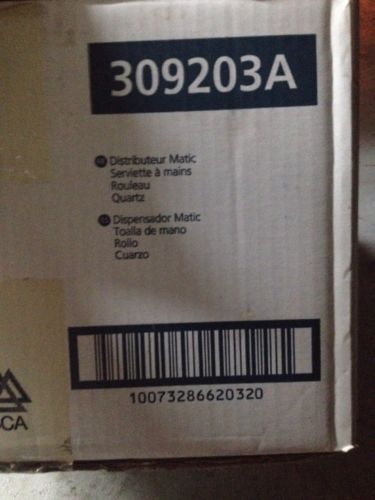 309203A
Distributeur Matic
Serviette à mains
Rouleau
Quartz
Dispensador Matic
Toalla de mano
Rollo
Cuarzo
10073286620320
CA